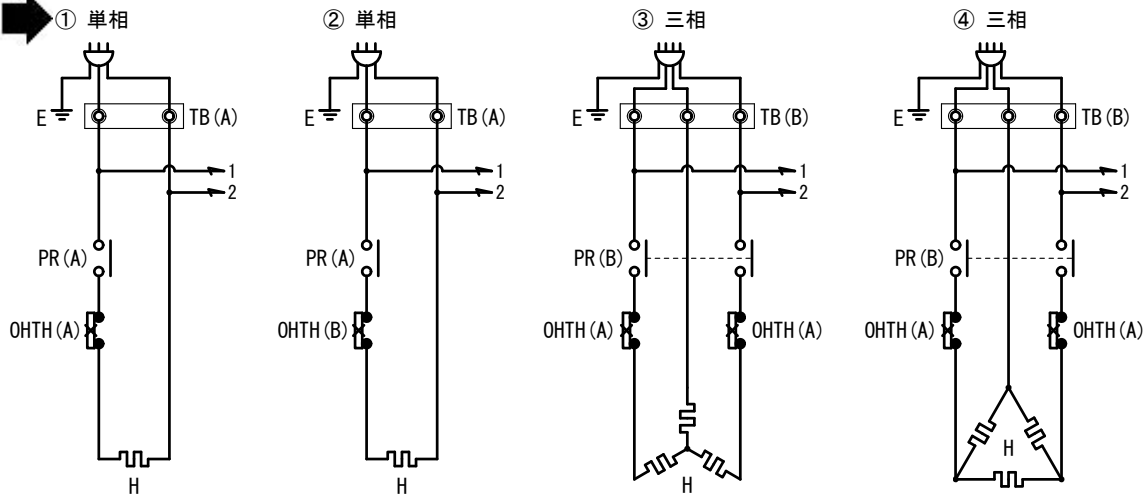 ① 単相
② 単相
③ 三相
④ 三相
E
TB(A)
E
TB(A)
E
TB(B)
E
TB(B)
1
1
1
1
2
2
2
2
PR(A)
PR(A)
PR(B)
PR(B)
OHTH(A)
OHTH(B)
OHTH(A)
OHTH(A)
OHTH(A)
OHTH(A)
H
H
H
H